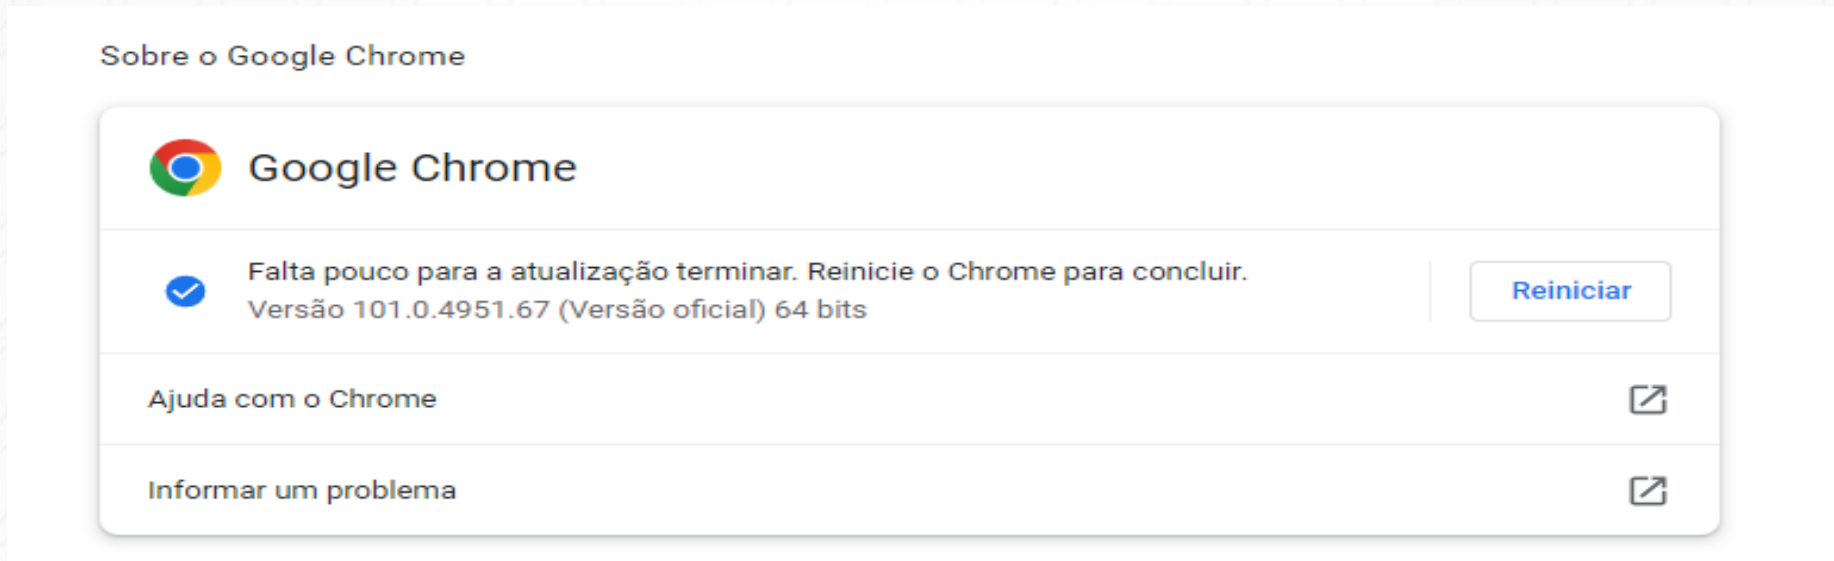 Sobre o Google Chrome
Google Chrome
Falta pouco para a atualização terminar. Reinicie o Chrome para concluir.
Versão 101.0.4951.67 (Versão oficial) 64 bits
Reiniciar
Ajuda com o Chrome
Informar um problema